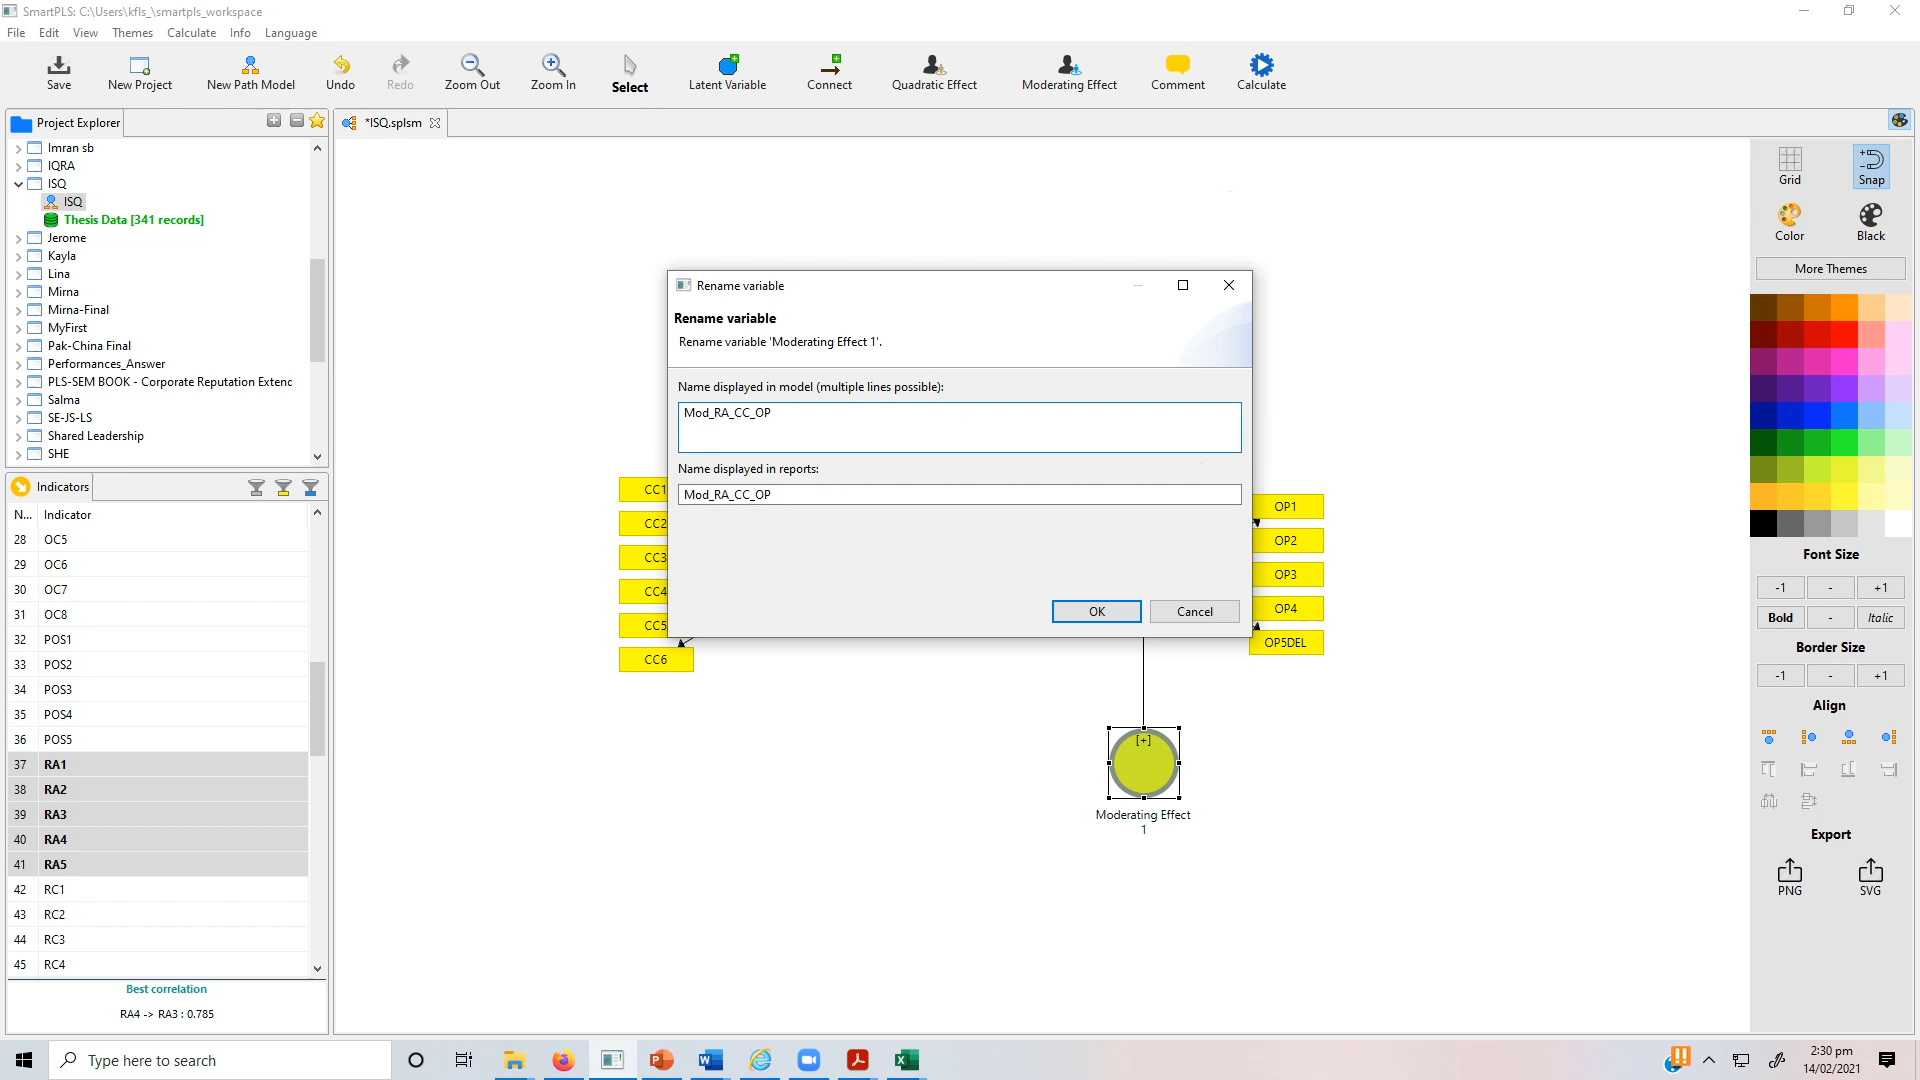 SmartPLS: C:\Users\kfls_\smartpls_workspace
File Edit View Themes Calculate Info Language
Save New Project New Path Model Undo Redo Zoom Out Zoom In Select Latent Variable Connect Quadratic Effect Moderating Effect Comment Calculate
Project Explorer
*ISQ.splsm
Imran sb
IQRA
ISQ
ISQ
Thesis Data [341 records]
Jerome
Kayla
Lina
Mirna
Mirna-Final
MyFirst
Pak-China Final
Performances_Answer
PLS-SEM BOOK - Corporate Reputation Extenc
Salma
SE-JS-LS
Shared Leadership
SHE
Indicators
N... Indicator
28 OC5
29 OC6
30 OC7
31 OC8
32 POS1
33 POS2
34 POS3
35 POS4
36 POS5
37 RA1
38 RA2
39 RA3
40 RA4
41 RA5
42 RC1
43 RC2
44 RC3
45 RC4
Best correlation
RA4 -> RA3 : 0.785
Rename variable
Rename variable
Rename variable 'Moderating Effect 1'.
Name displayed in model (multiple lines possible):
Mod_RA_CC_OP
Name displayed in reports:
Mod_RA_CC_OP
OK Cancel
CC1
CC2
CC3
CC4
CC5
CC6
OP1
OP2
OP3
OP4
OP5DEL
[+]
Moderating Effect
1
Grid Snap
Color Black
More Themes
Font Size
-1 - +1
Bold - Italic
Border Size
-1 - +1
Align
Export
PNG SVG
Type here to search
2:30 pm
14/02/2021